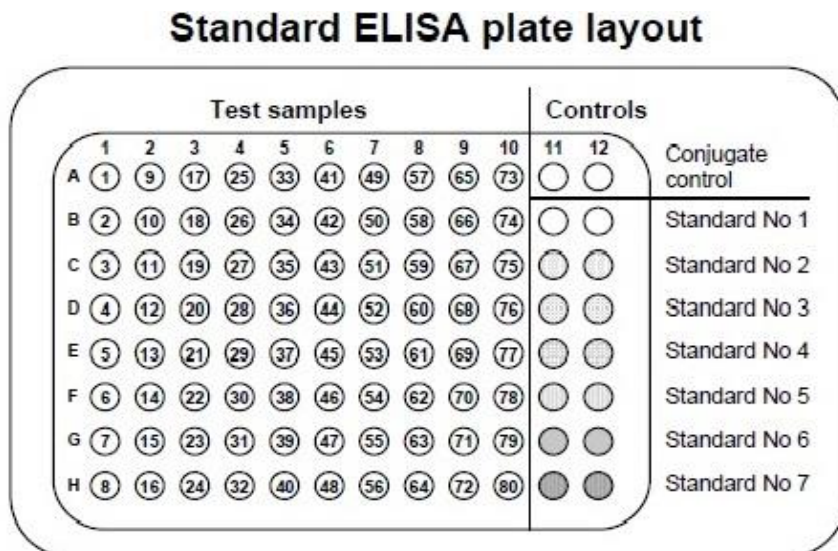 Standard ELISA plate layout
Test samples Controls
1 2 3 4 5 6 7 8 9 10 11 12
A 1 9 17 25 33 41 49 57 65 73 Conjugate control
B 2 10 18 26 34 42 50 58 66 74 Standard No 1
C 3 11 19 27 35 43 51 59 67 75 Standard No 2
D 4 12 20 28 36 44 52 60 68 76 Standard No 3
E 5 13 21 29 37 45 53 61 69 77 Standard No 4
F 6 14 22 30 38 46 54 62 70 78 Standard No 5
G 7 15 23 31 39 47 55 63 71 79 Standard No 6
H 8 16 24 32 40 48 56 64 72 80 Standard No 7